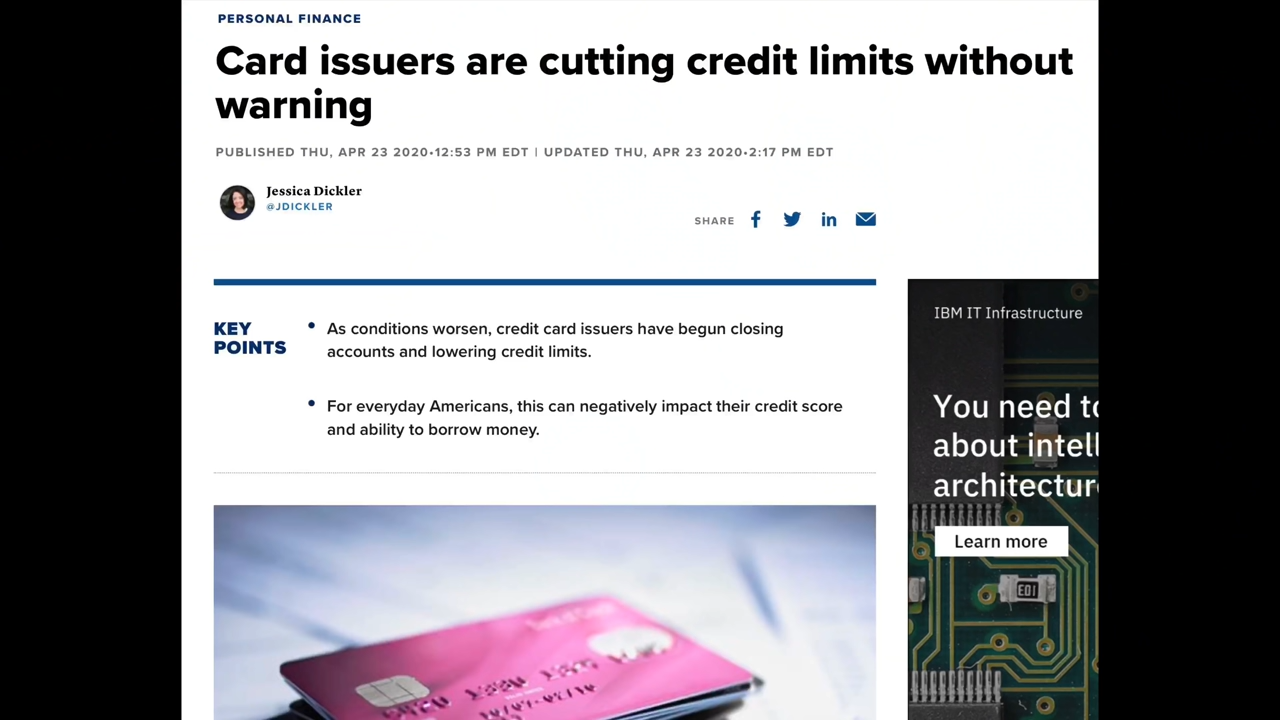 PERSONAL FINANCE
Card issuers are cutting credit limits without
warning
PUBLISHED THU, APR 23 2020•12:53 PM EDT | UPDATED THU, APR 23 2020•2:17 PM EDT
Jessica Dickler
@JDICKLER
SHARE
KEY
POINTS
• As conditions worsen, credit card issuers have begun closing
accounts and lowering credit limits.
• For everyday Americans, this can negatively impact their credit score
and ability to borrow money.
IBM IT Infrastructure
You need to
about intell
architectur
Learn more
E01